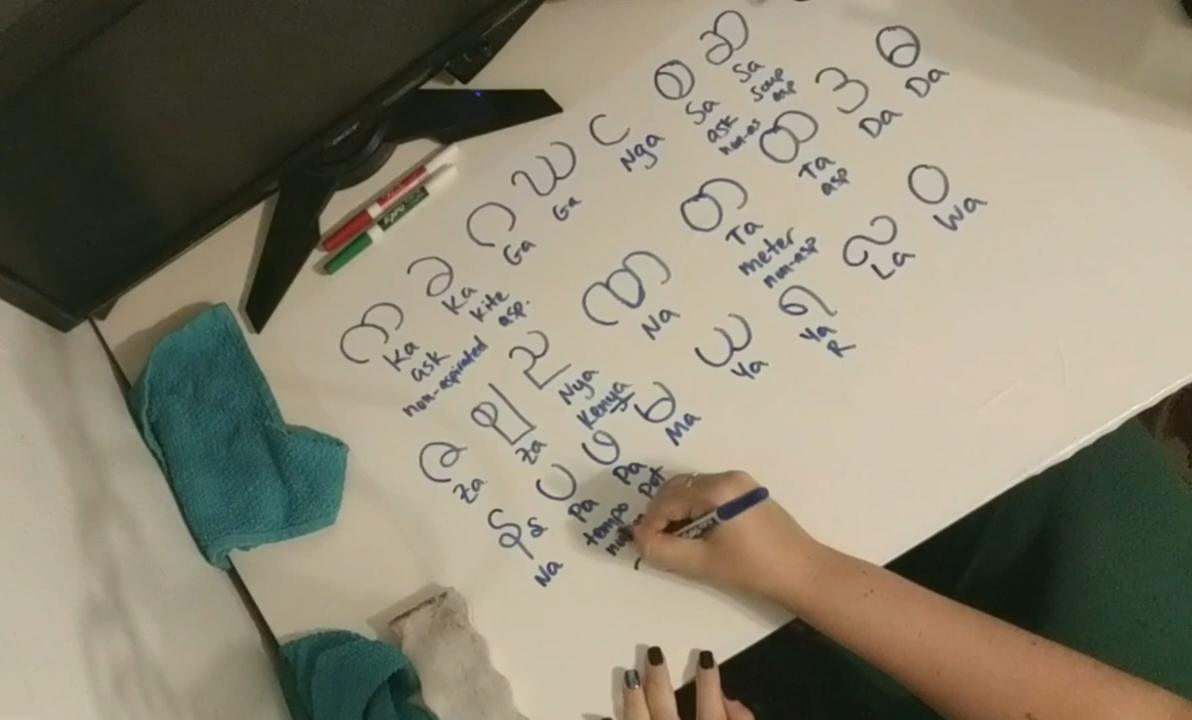 က ခ ဂ ဃ င စ ဆ
Ka Ka Ga Ga Nga Sa Sa
ask kite ask soup
non-aspirated asp. non-as asp
ဇ ဈ ဉ ဏ တ ထ ဒ ဓ
Za Za Nya Na Ta Ta Da Da
Kenya meter asp
non-asp
န ပ ဖ မ ယ ရ လ ဝ
Na Pa Pa Ma Ya Ya La Wa
tempo pot R